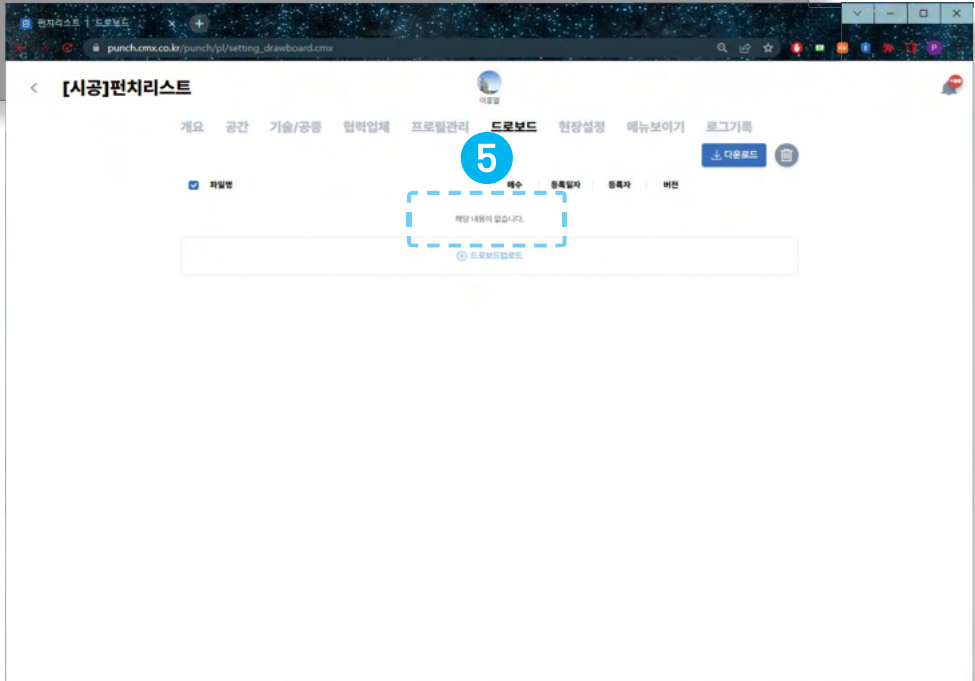 펀치리스트 | 드로보드
punch.cmx.co.kr/punch/pl/setting_drawboard.cmx
[시공]펀치리스트
개요 공간 기술/공종 협력업체 프로필관리 드로보드 현장설정 메뉴보이기 로그기록
5
다운로드
파일명 매수 등록일자 등록자 버전
해당 내용이 없습니다.
드로보드업로드